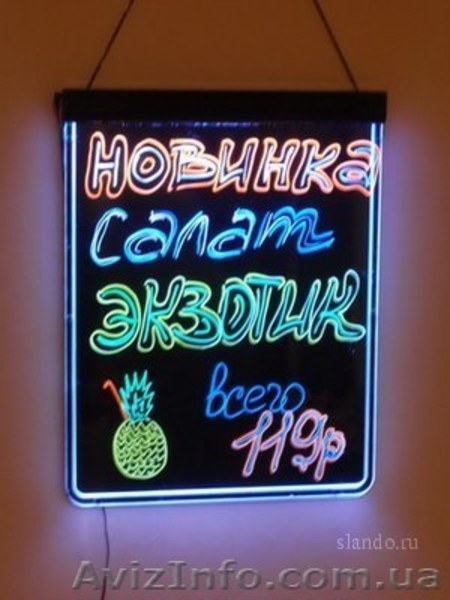 НОВИНКА
Салат
ЭКЗОТИК
всего
119р
slando.ru
AvizInfo.com.ua